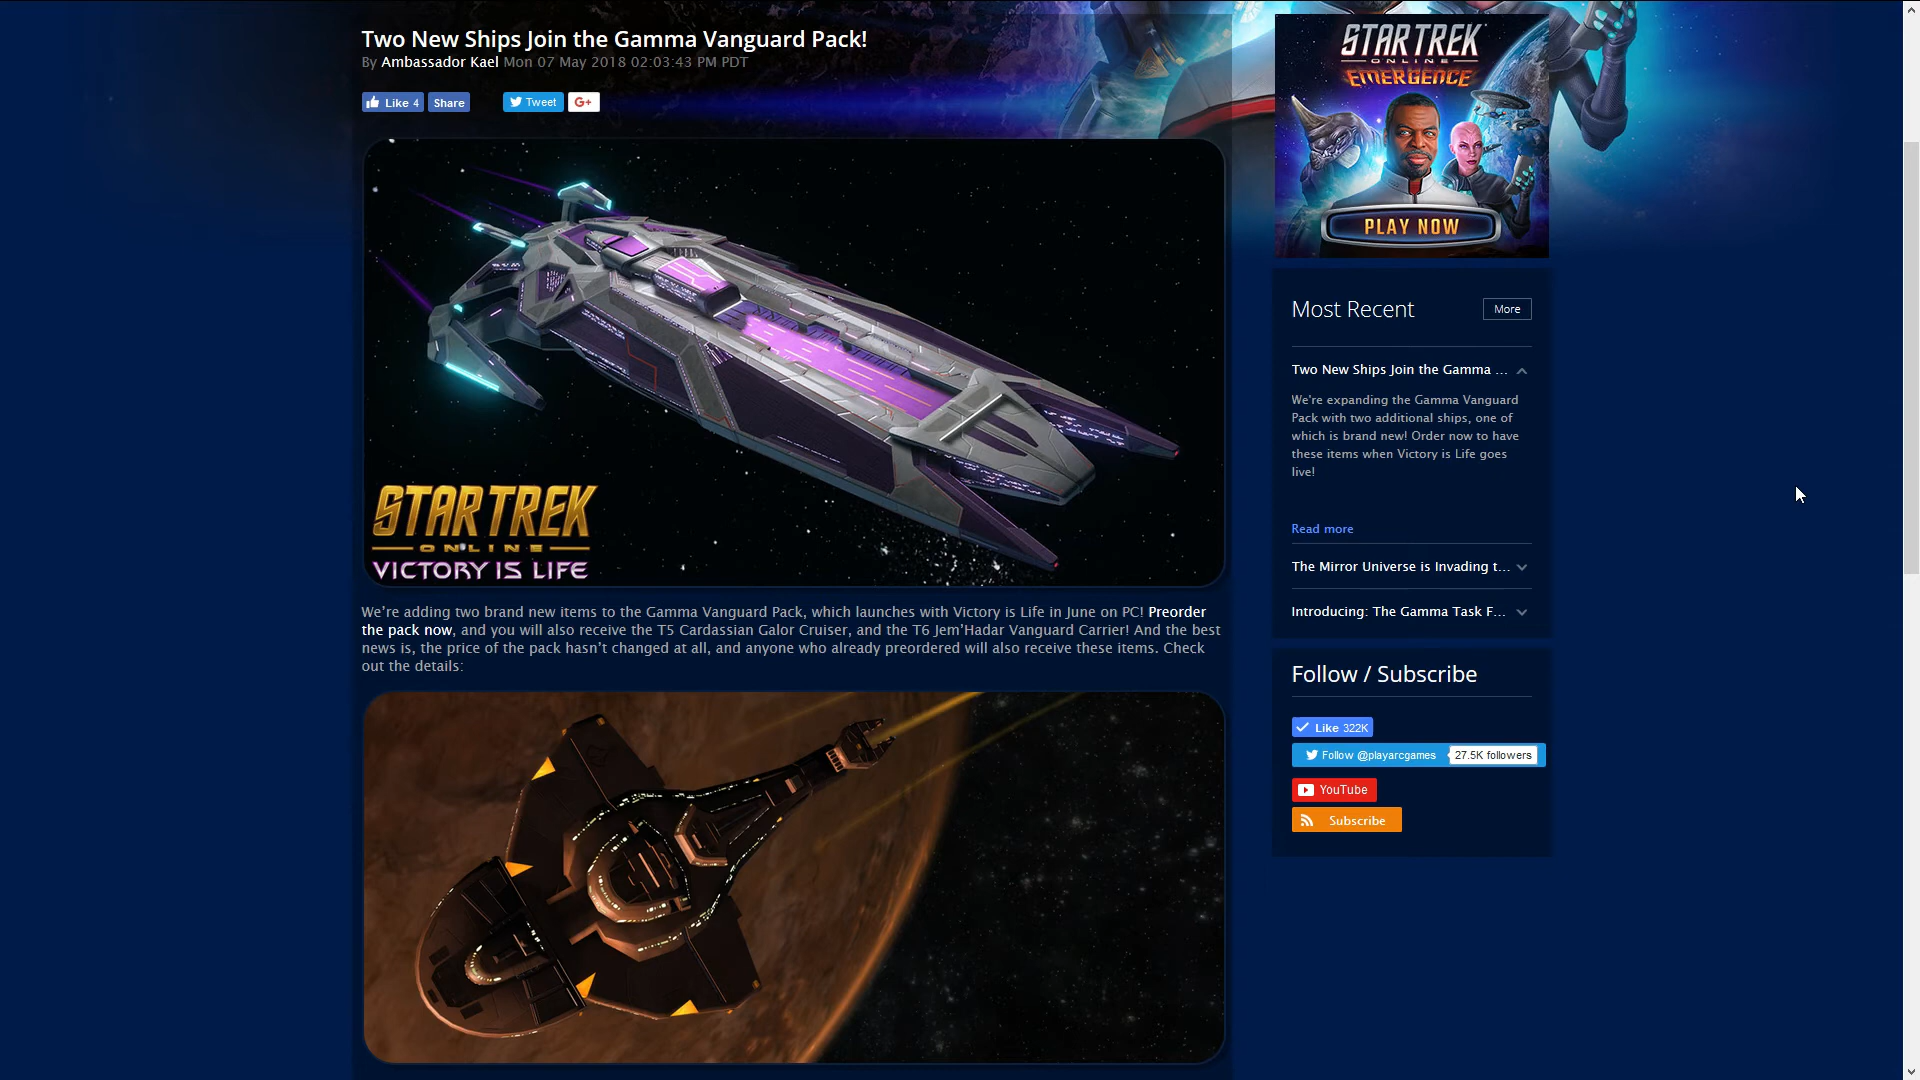 Two New Ships Join the Gamma Vanguard Pack!
By Ambassador Kael Mon 07 May 2018 02:03:43 PM PDT
Like 4 Share Tweet G+
STAR TREK
ONLINE
VICTORY IS LIFE
We’re adding two brand new items to the Gamma Vanguard Pack, which launches with Victory is Life in June on PC! Preorder
the pack now, and you will also receive the T5 Cardassian Galor Cruiser, and the T6 Jem’Hadar Vanguard Carrier! And the best
news is, the price of the pack hasn’t changed at all, and anyone who already preordered will also receive these items. Check
out the details:
STAR TREK
ONLINE
EMERGENCE
PLAY NOW
Most Recent More
Two New Ships Join the Gamma ...
We're expanding the Gamma Vanguard
Pack with two additional ships, one of
which is brand new! Order now to have
these items when Victory is Life goes
live!
Read more
The Mirror Universe is Invading t...
Introducing: The Gamma Task F...
Follow / Subscribe
Like 322K
Follow @playarcgames 27.5K followers
YouTube
Subscribe